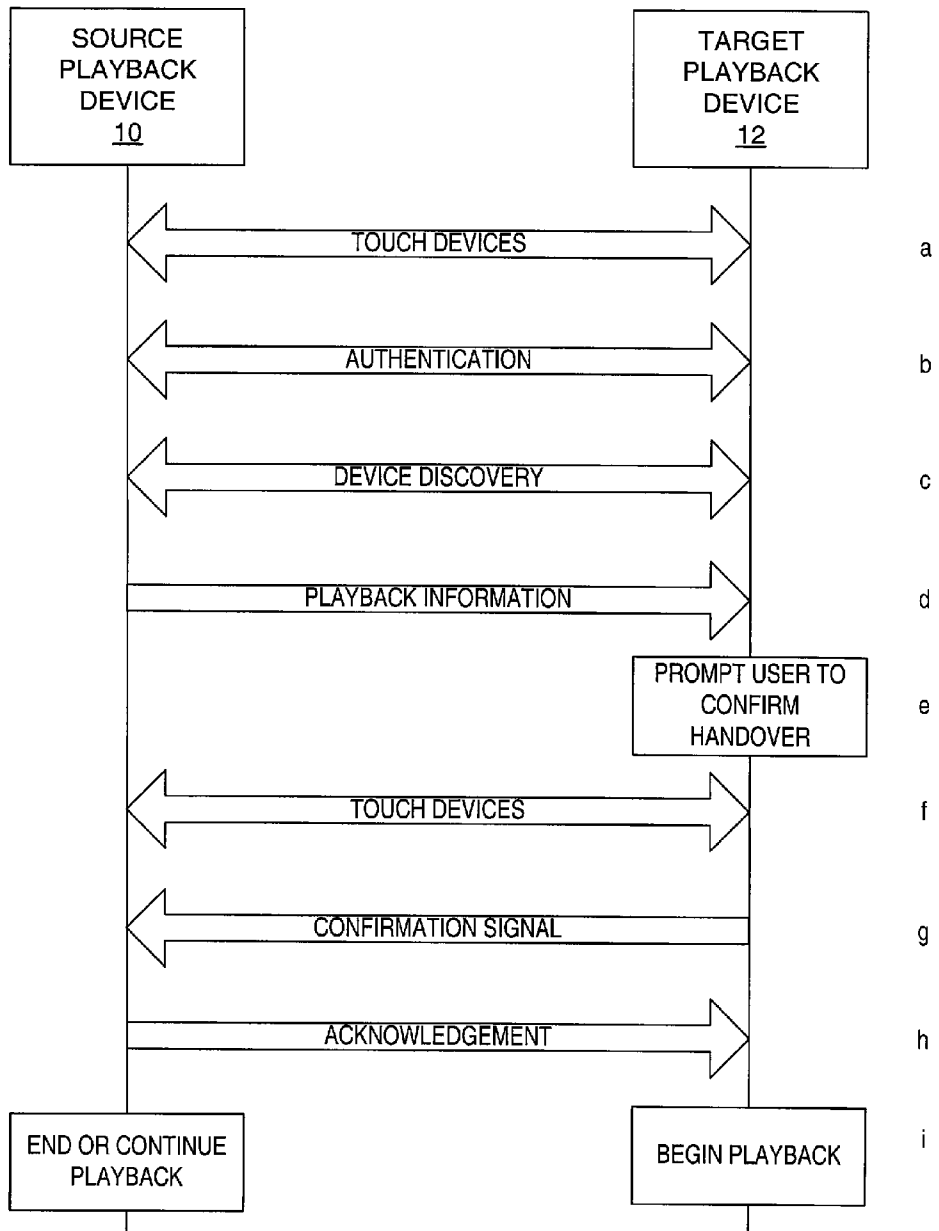 SOURCE
PLAYBACK
DEVICE
10
TARGET
PLAYBACK
DEVICE
12
TOUCH DEVICES
a
AUTHENTICATION
b
DEVICE DISCOVERY
c
PLAYBACK INFORMATION
d
PROMPT USER TO
CONFIRM
HANDOVER
e
TOUCH DEVICES
f
CONFIRMATION SIGNAL
g
ACKNOWLEDGEMENT
h
END OR CONTINUE
PLAYBACK
BEGIN PLAYBACK
i